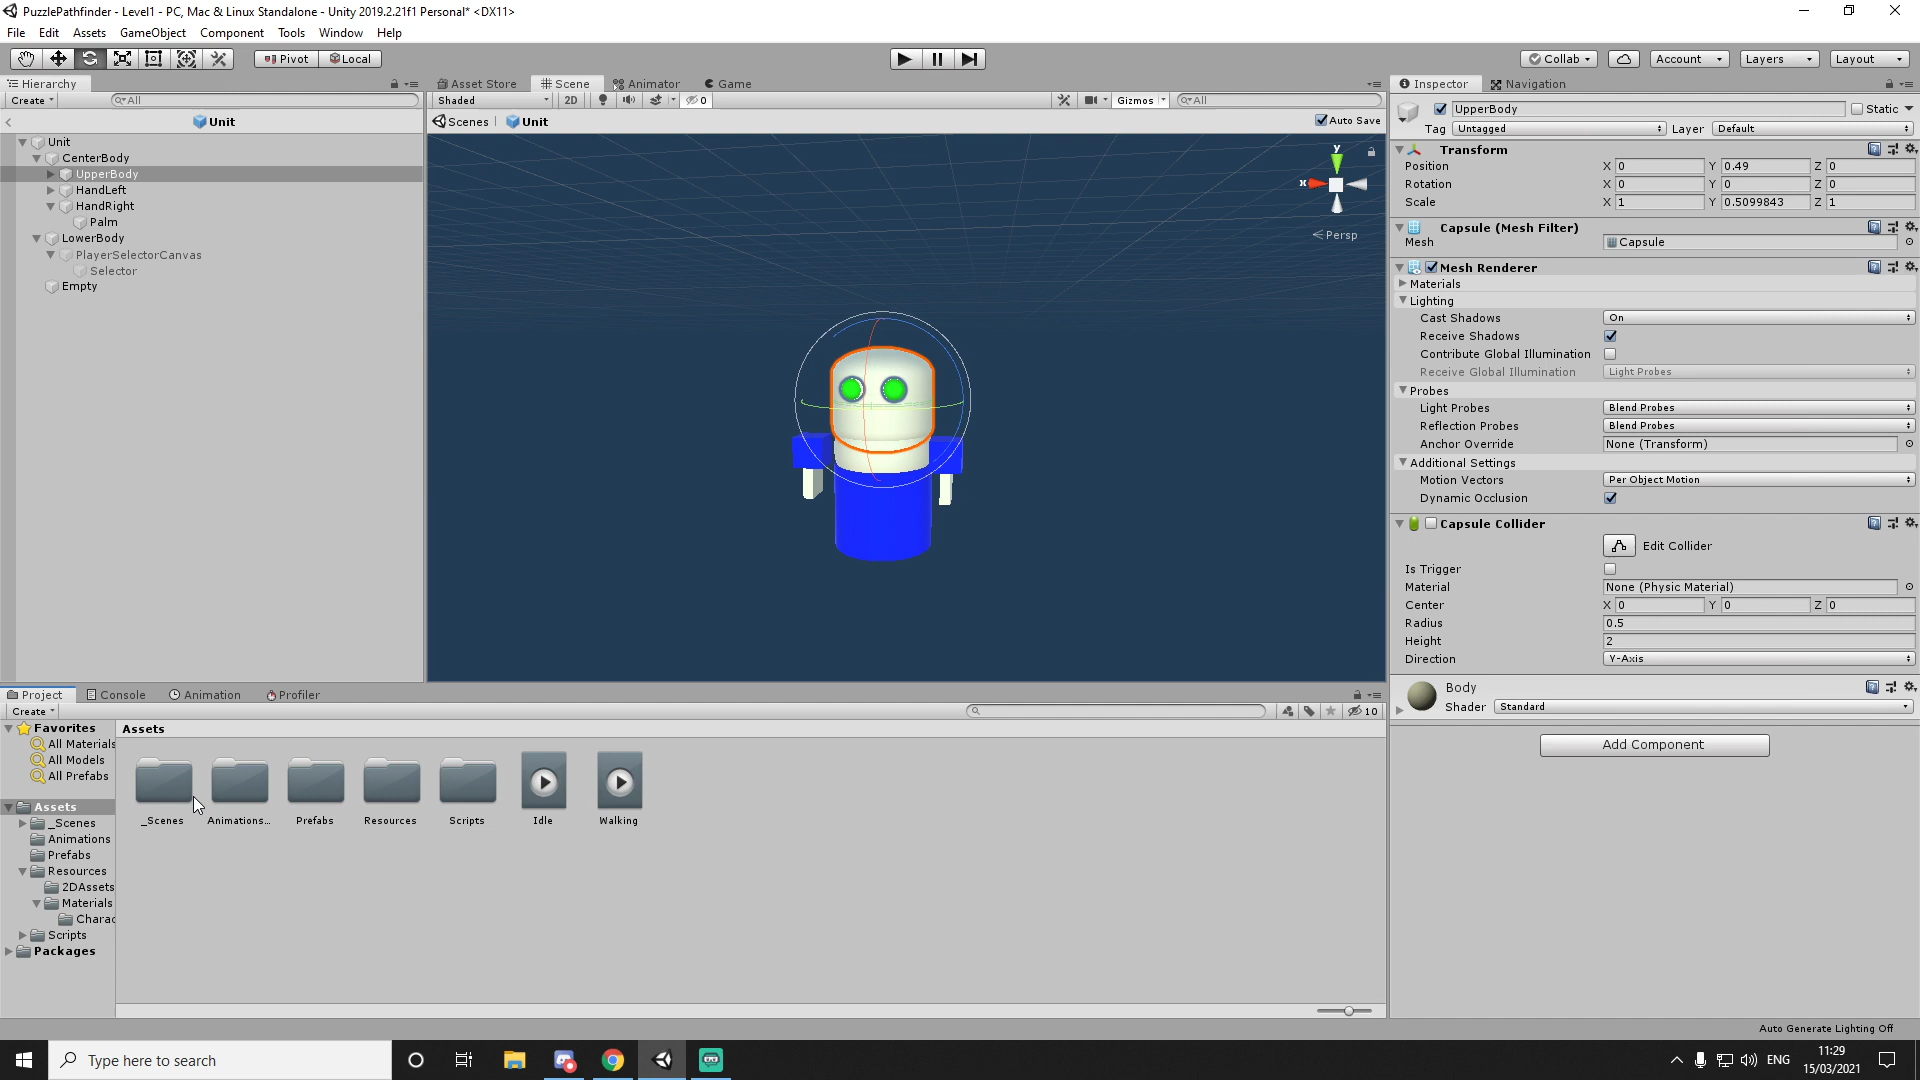 PuzzlePathfinder - Level1 - PC, Mac & Linux Standalone - Unity 2019.2.21f1 Personal* <DX11>
File Edit Assets GameObject Component Tools Window Help
Pivot Local Collab Account Layers Layout
Hierarchy
Create All
Unit
Unit
CenterBody
UpperBody
HandLeft
HandRight
Palm
LowerBody
PlayerSelectorCanvas
Selector
Empty
Asset Store Scene Animator Game
Shaded 2D 0 Gizmos All
Scenes Unit Auto Save
y
x
Persp
Inspector Navigation
UpperBody Static
Tag Untagged Layer Default
Transform
Position X 0 Y 0.49 Z 0
Rotation X 0 Y 0 Z 0
Scale X 1 Y 0.5099843 Z 1
Capsule (Mesh Filter)
Mesh Capsule
Mesh Renderer
Materials
Lighting
Cast Shadows On
Receive Shadows
Contribute Global Illumination
Receive Global Illumination Light Probes
Probes
Light Probes Blend Probes
Reflection Probes Blend Probes
Anchor Override None (Transform)
Additional Settings
Motion Vectors Per Object Motion
Dynamic Occlusion
Capsule Collider
Edit Collider
Is Trigger
Material None (Physic Material)
Center X 0 Y 0 Z 0
Radius 0.5
Height 2
Direction Y-Axis
Body
Shader Standard
Add Component
Project Console Animation Profiler
Create 10
Favorites
All Materials
All Models
All Prefabs
Assets
_Scenes
Animations
Prefabs
Resources
2DAssets
Materials
Charac
Scripts
Packages
Assets
_Scenes Animations... Prefabs Resources Scripts Idle Walking
Auto Generate Lighting Off
Type here to search
ENG
11:29
15/03/2021